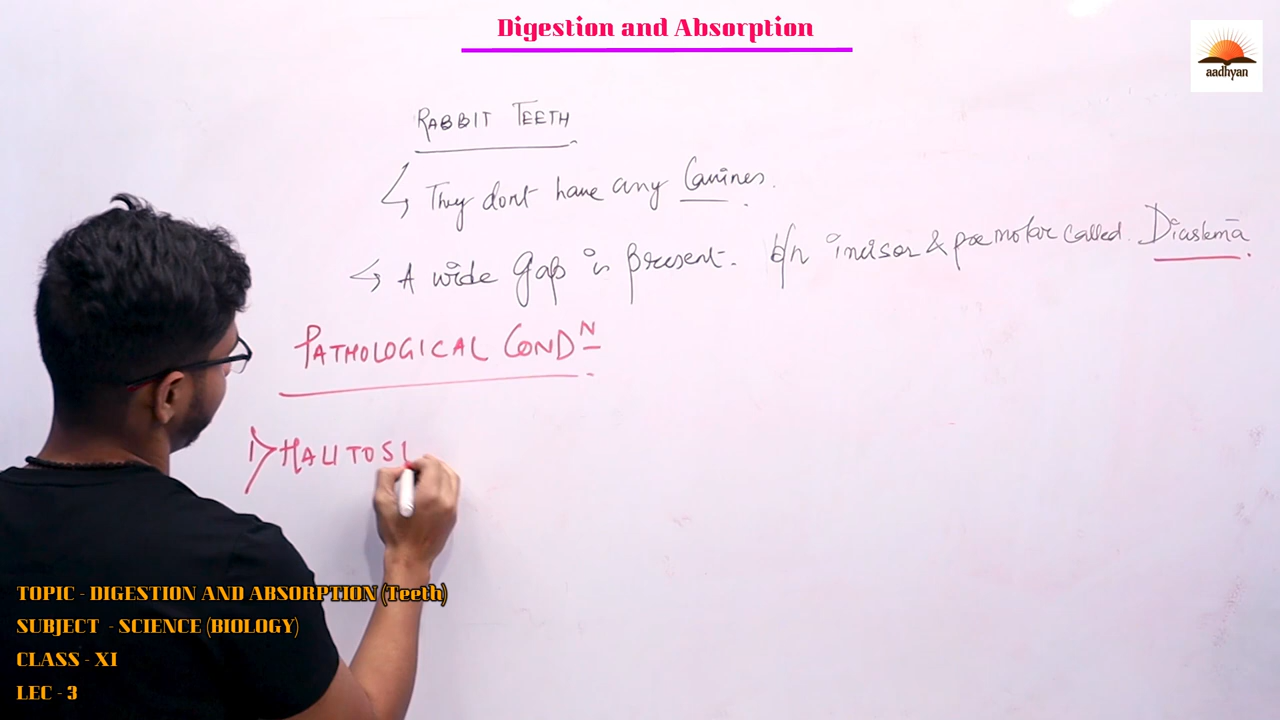 Digestion and Absorption
aadhyan
RABBIT TEETH
They dont have any Canines.
A wide gap is present. b/n incisor & premolar called. Diastema
PATHOLOGICAL COND N
1) HALITOSI
TOPIC - DIGESTION AND ABSORPTION (Teeth)
SUBJECT - SCIENCE (BIOLOGY)
CLASS - XI
LEC - 3